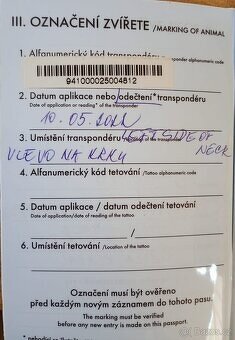 III. OZNAČENÍ ZVÍŘETE /MARKING OF ANIMAL
1. Alfanumerický kód transpondéru
/Transponder alphanumeric code
941000025004812
2. Datum aplikace nebo odečtení* transpondéru
Date of application or reading* of the transponder
10. 05. 2022
3. Umístění transpondéru LEFT SIDE OF
VLEVO NA KRKU NECK
4. Alfanumerický kód tetování /Tattoo alphanumeric code
5. Datum aplikace / datum odečtení tetování
Date of application/date of reading of the tattoo
/
6. Umístění tetování /Location of the tattoo
Označení musí být ověřeno
před každým novým záznamem do tohoto pasu.
The marking must be verified
before any new entry is made on this passport.